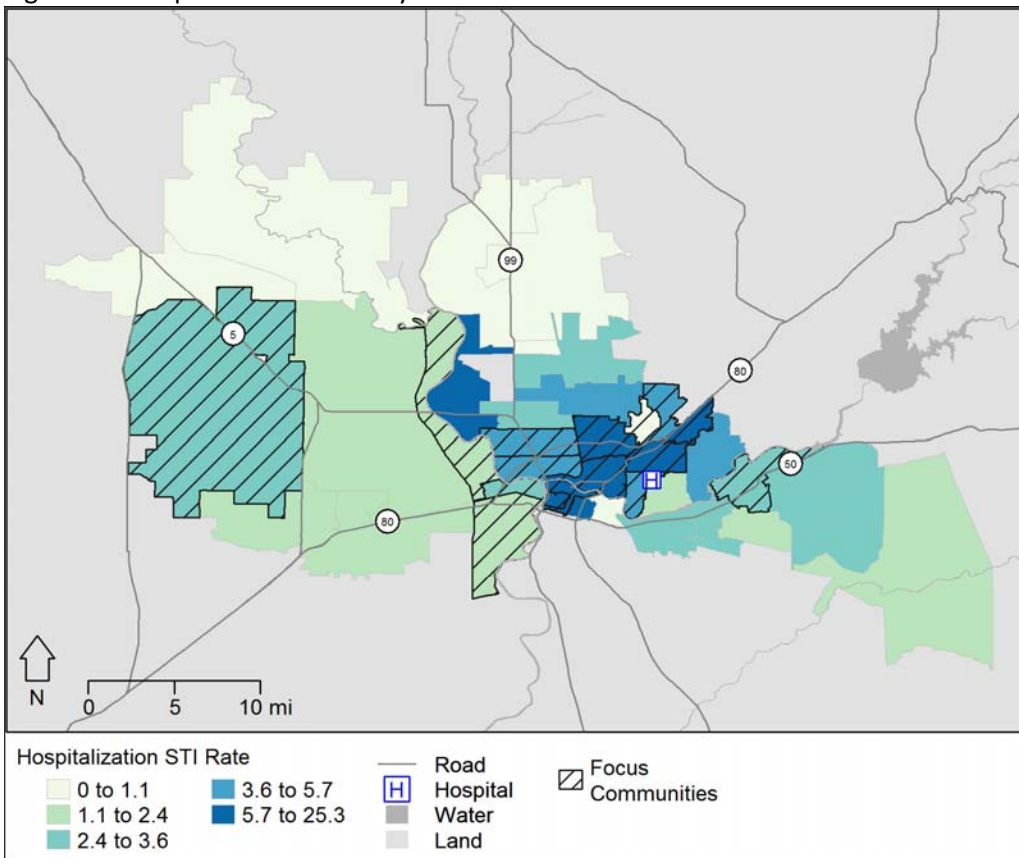 99
5
80
50
80
N
0 5 10 mi
Hospitalization STI Rate
0 to 1.1
1.1 to 2.4
2.4 to 3.6
3.6 to 5.7
5.7 to 25.3
Road
H Hospital
Water
Land
Focus
Communities
H